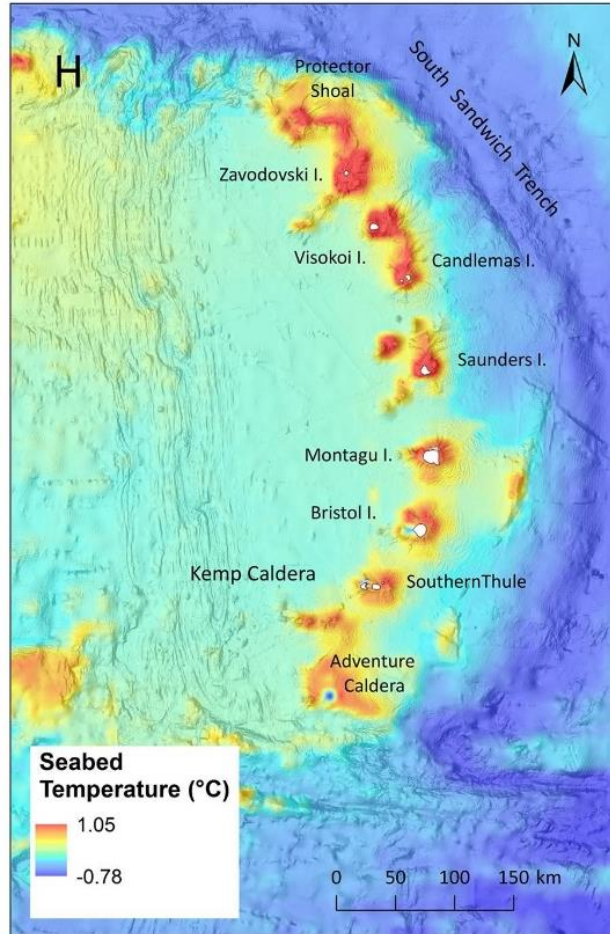 H
N
South Sandwich Trench
Protector
Shoal
Zavodovski I.
Visokoi I.
Candlemas I.
Saunders I.
Montagu I.
Bristol I.
Kemp Caldera
SouthernThule
Adventure
Caldera
Seabed
Temperature (°C)
1.05
-0.78
0 50 100 150 km